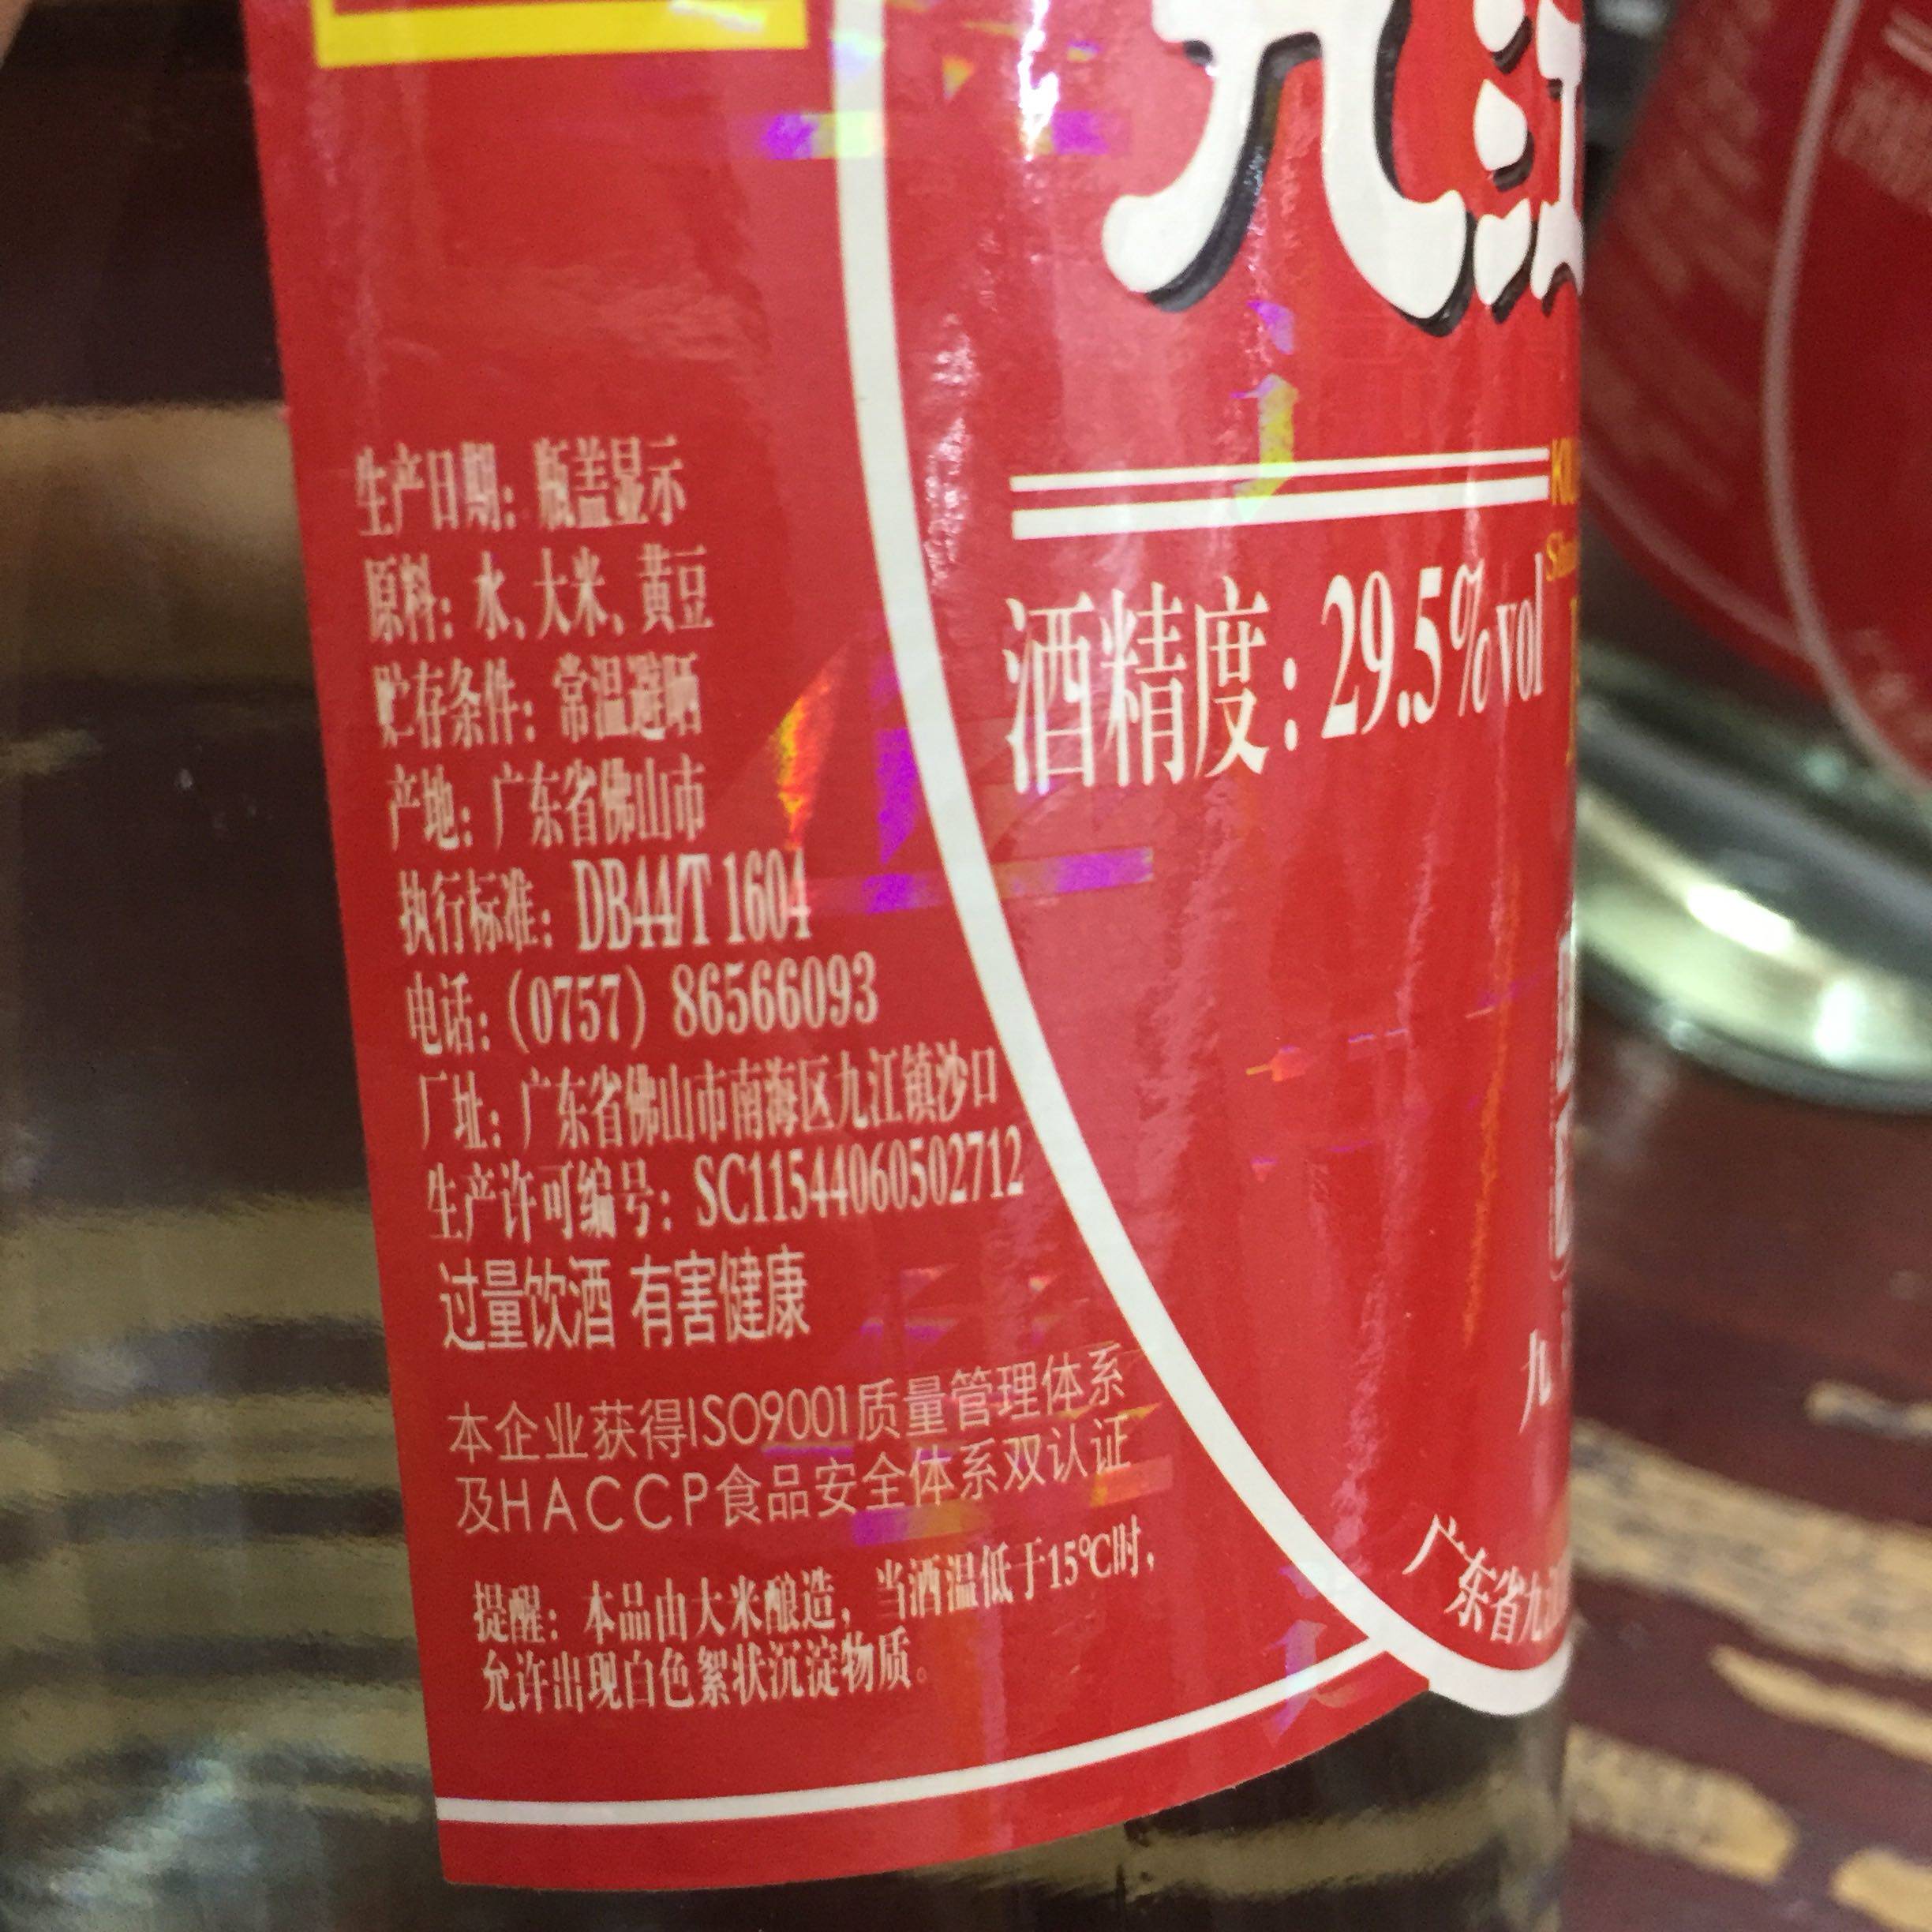 九江
生产日期：瓶盖显示
原料：水、大米、黄豆
贮存条件：常温避晒
产地：广东省佛山市
执行标准：DB44/T 1604
电话：（0757）86566093
厂址：广东省佛山市南海区九江镇沙口
生产许可编号：SC11544060502712
过量饮酒 有害健康
本企业获得ISO9001质量管理体系
及HACCP食品安全体系双认证
提醒：本品由大米酿造，当酒温低于15℃时，
允许出现白色絮状沉淀物质。
酒精度：29.5%vol
九
广东省九